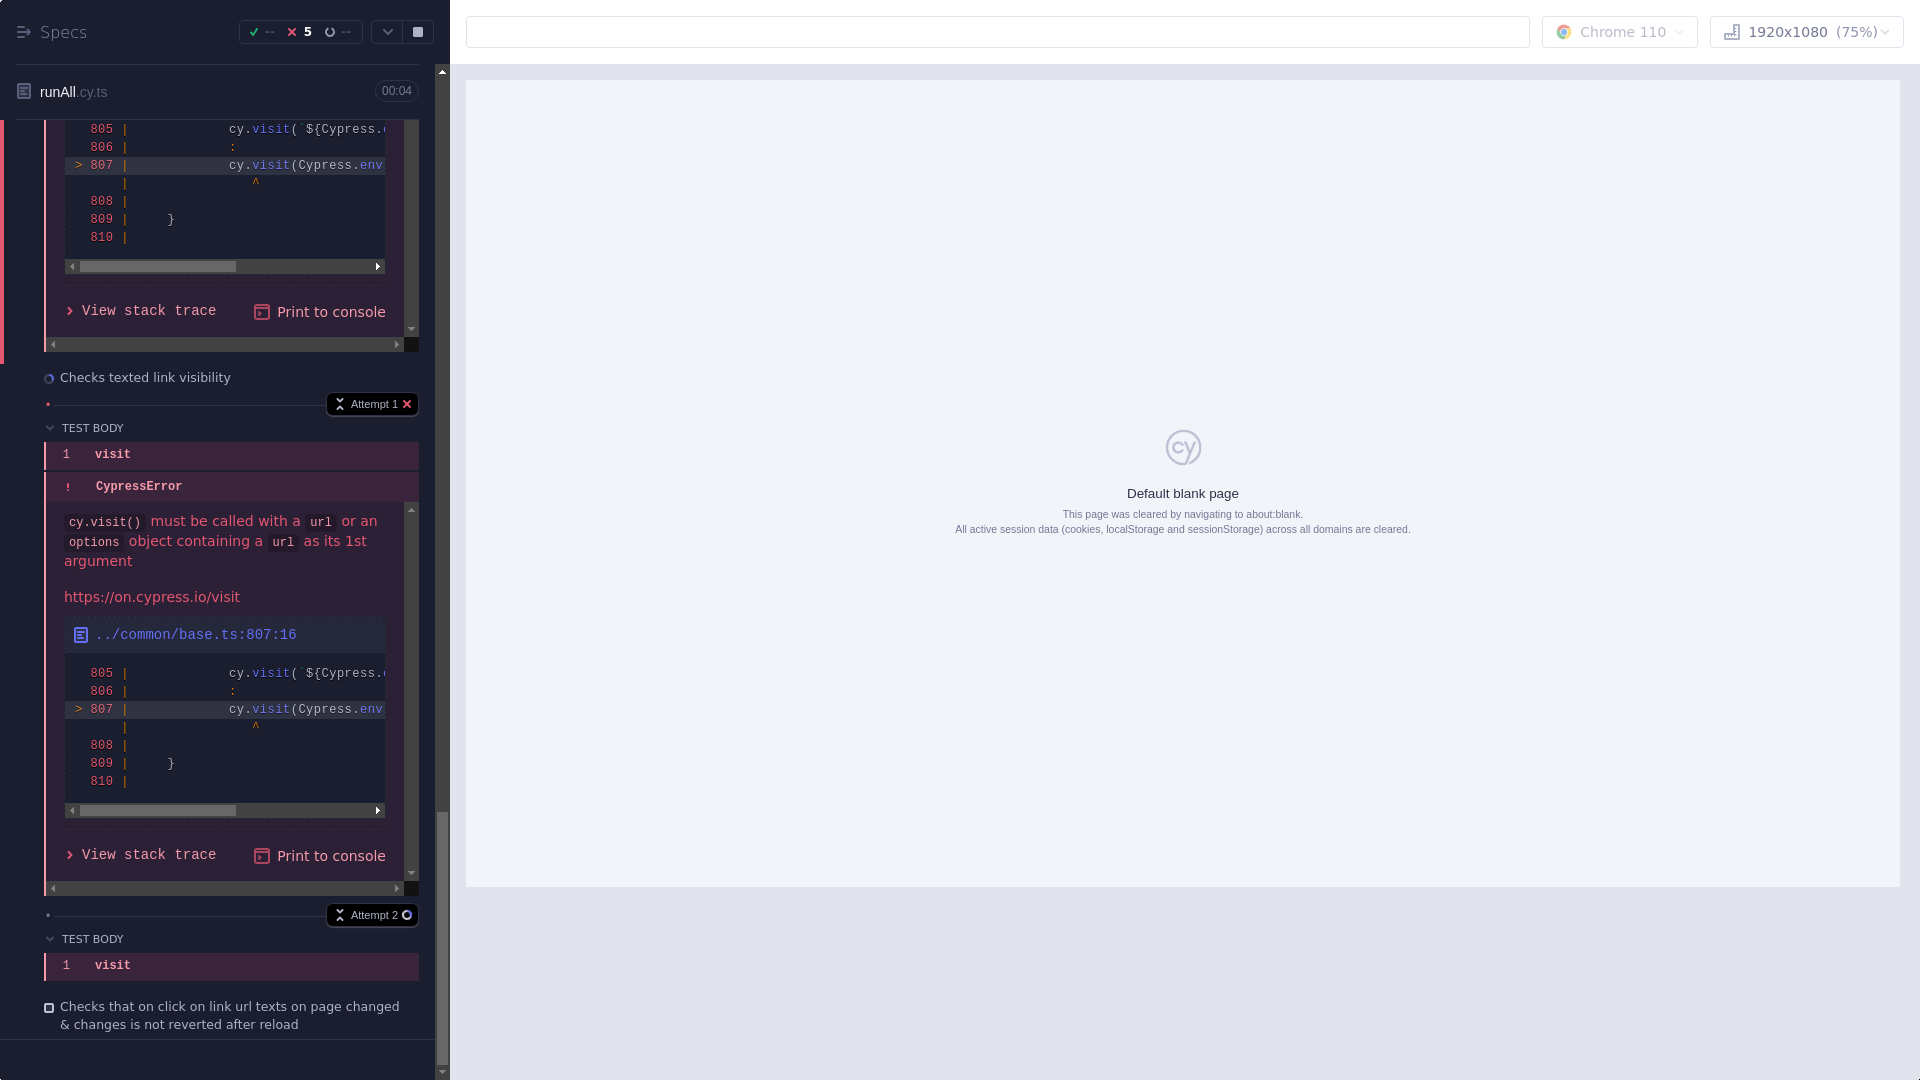 Specs
-- 5 --
Chrome 110
1920x1080 (75%)
runAll.cy.ts
00:04
805 | cy.visit(`${Cypress.
806 | :
> 807 | cy.visit(Cypress.env
| ^
808 |
809 | }
810 |
View stack trace
Print to console
Checks texted link visibility
Attempt 1
TEST BODY
1 visit
! CypressError
cy.visit() must be called with a url or an
options object containing a url as its 1st
argument
https://on.cypress.io/visit
../common/base.ts:807:16
805 | cy.visit(`${Cypress.
806 | :
> 807 | cy.visit(Cypress.env
| ^
808 |
809 | }
810 |
View stack trace
Print to console
Attempt 2
TEST BODY
1 visit
Checks that on click on link url texts on page changed
& changes is not reverted after reload
cy
Default blank page
This page was cleared by navigating to about:blank.
All active session data (cookies, localStorage and sessionStorage) across all domains are cleared.